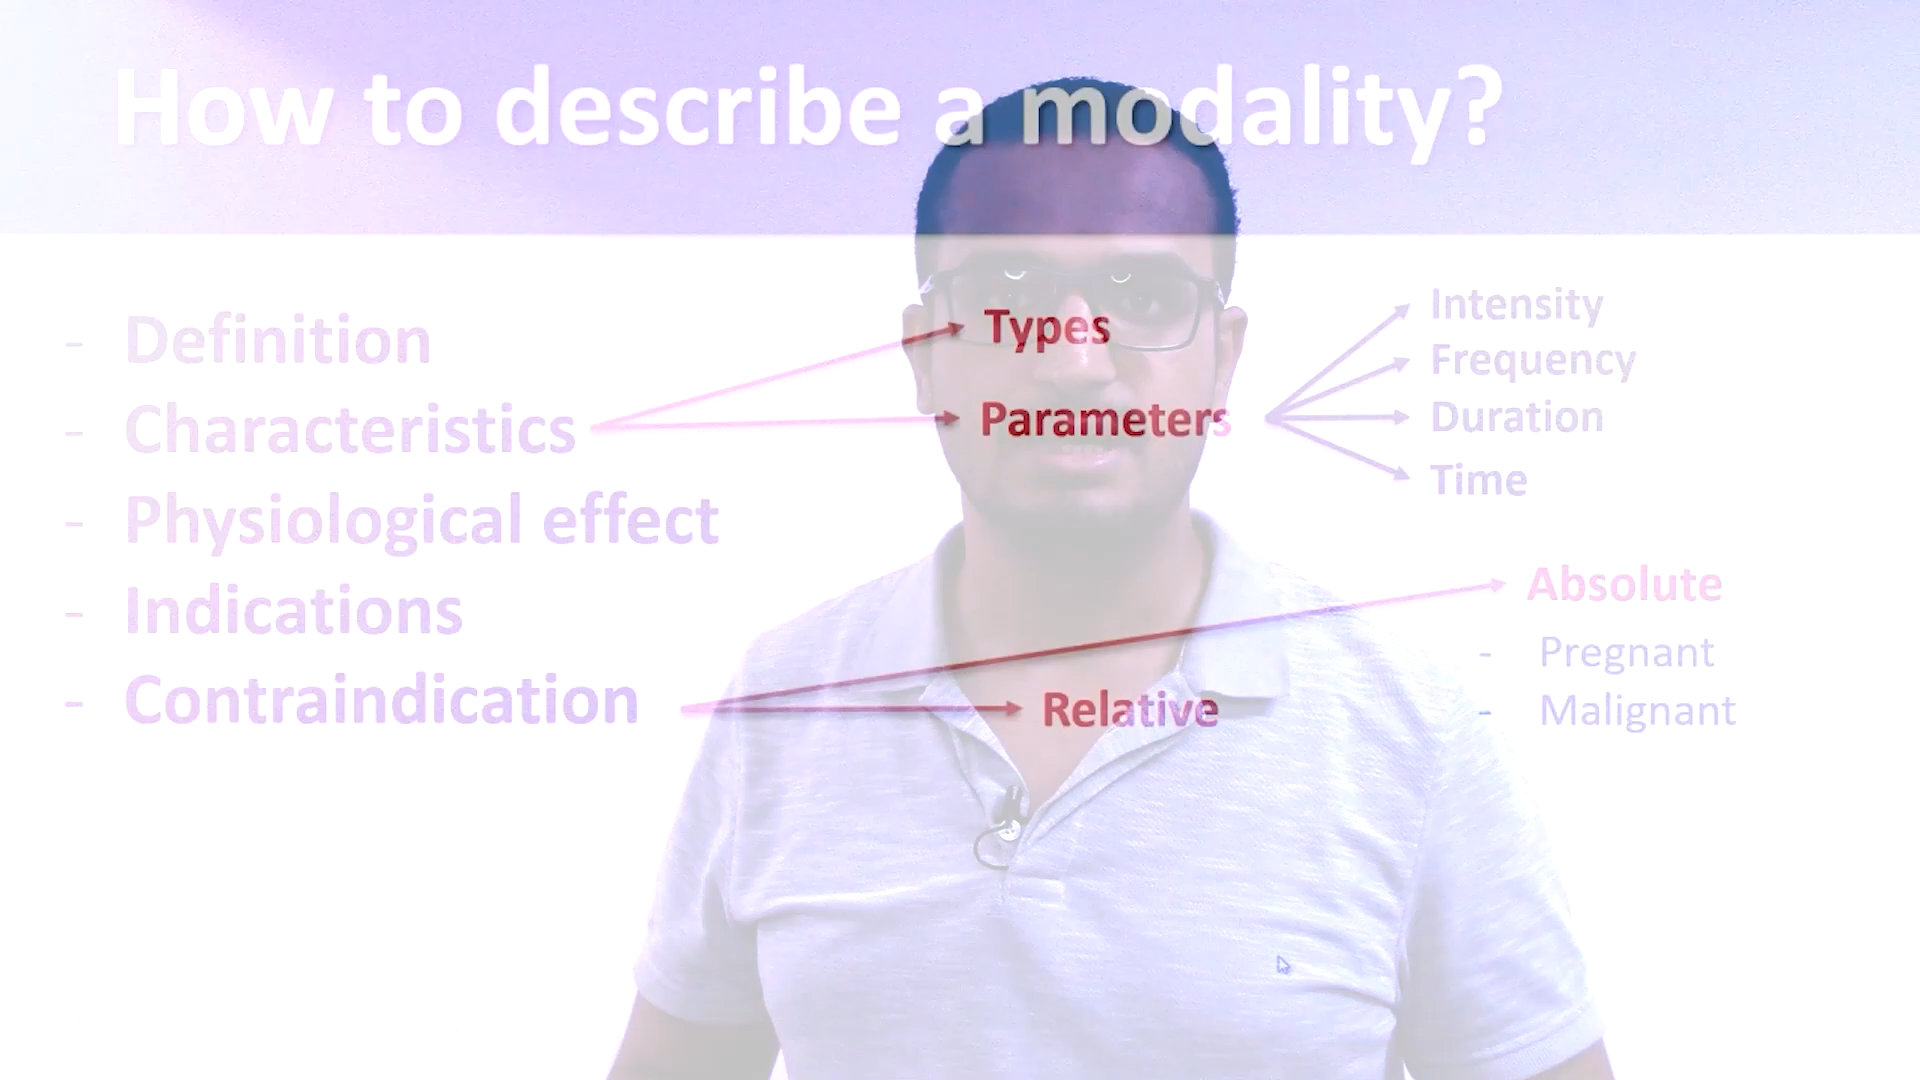 How to describe a modality?
- Definition
- Characteristics
- Physiological effect
- Indications
- Contraindication
Types
Parameters
Intensity
Frequency
Duration
Time
Relative
Absolute
- Pregnant
- Malignant